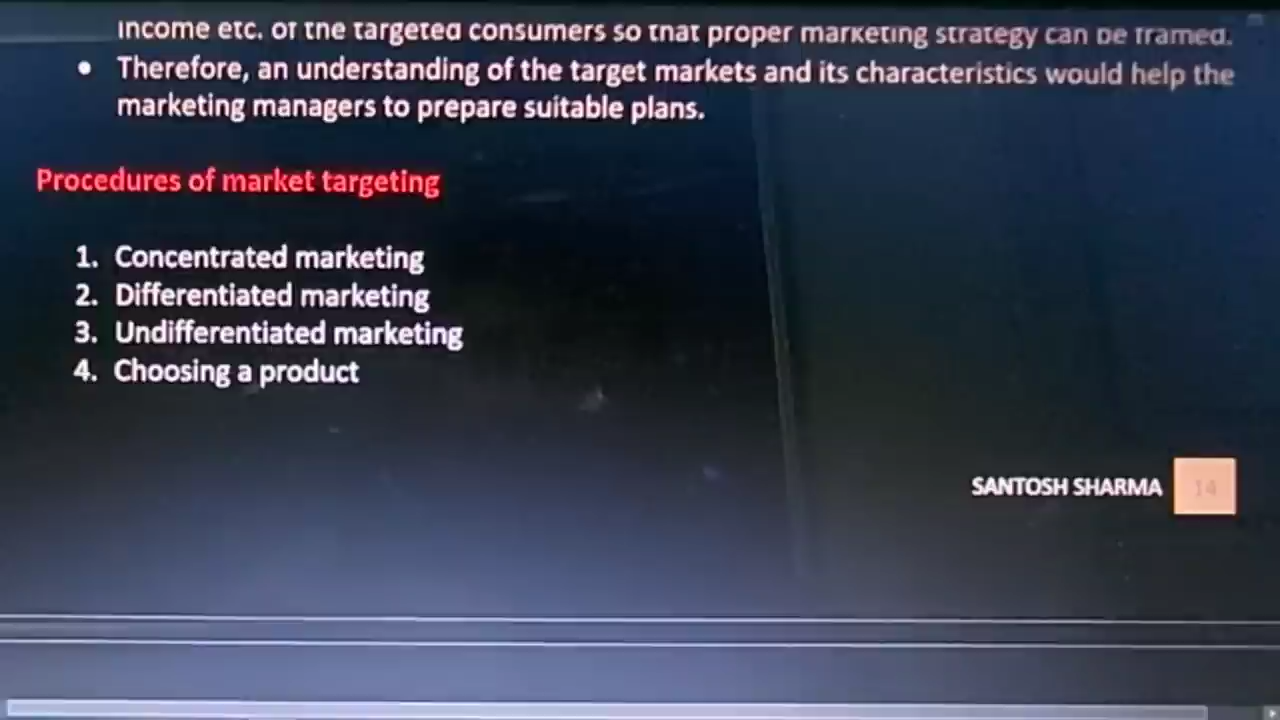 income etc. of the targeted consumers so that proper marketing strategy can be framed.
• Therefore, an understanding of the target markets and its characteristics would help the
marketing managers to prepare suitable plans.
Procedures of market targeting
1. Concentrated marketing
2. Differentiated marketing
3. Undifferentiated marketing
4. Choosing a product
SANTOSH SHARMA 14